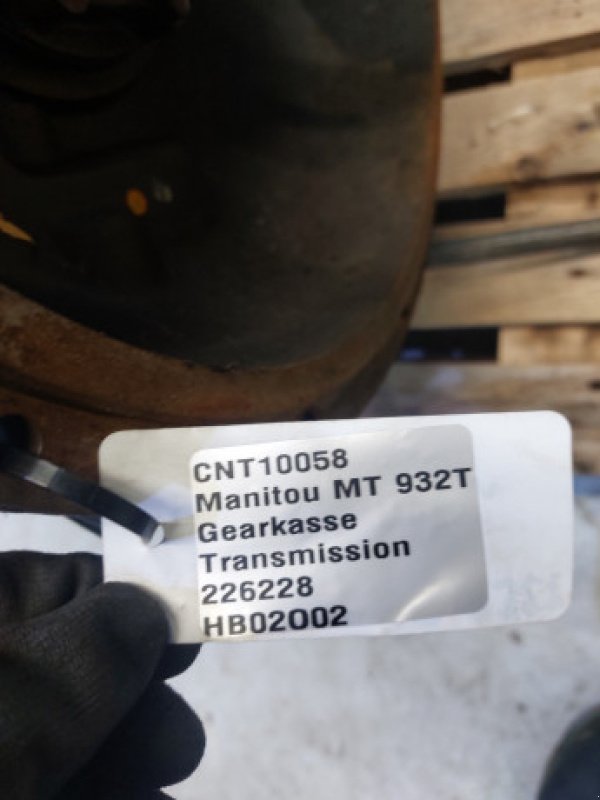 CNT10058
Manitou MT 932T
Gearkasse
Transmission
226228
HB02O02